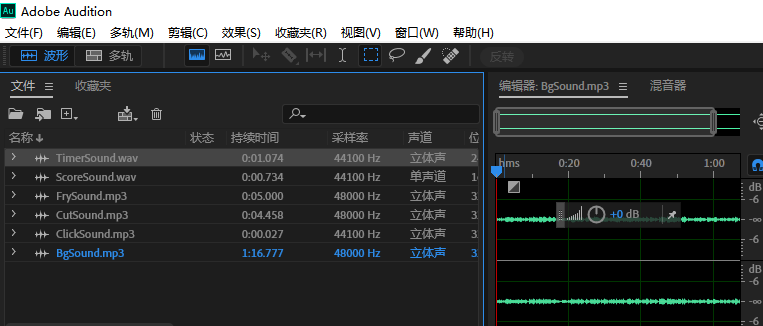 Au Adobe Audition
文件(F) 编辑(E) 多轨(M) 剪辑(C) 效果(S) 收藏夹(R) 视图(V) 窗口(W) 帮助(H)
波形 多轨 反转
文件 收藏夹 编辑器: BgSound.mp3 混音器
名称 状态 持续时间 采样率 声道 位
TimerSound.wav 0:01.074 44100 Hz 立体声
ScoreSound.wav 0:00.734 44100 Hz 单声道
FrySound.mp3 0:05.000 48000 Hz 立体声
CutSound.mp3 0:04.458 48000 Hz 立体声
ClickSound.mp3 0:00.027 44100 Hz 立体声
BgSound.mp3 1:16.777 48000 Hz 立体声
hms 0:20 0:40 1:00
dB
-6
+0 dB
-∞
-6
dB
-6
-∞
-6